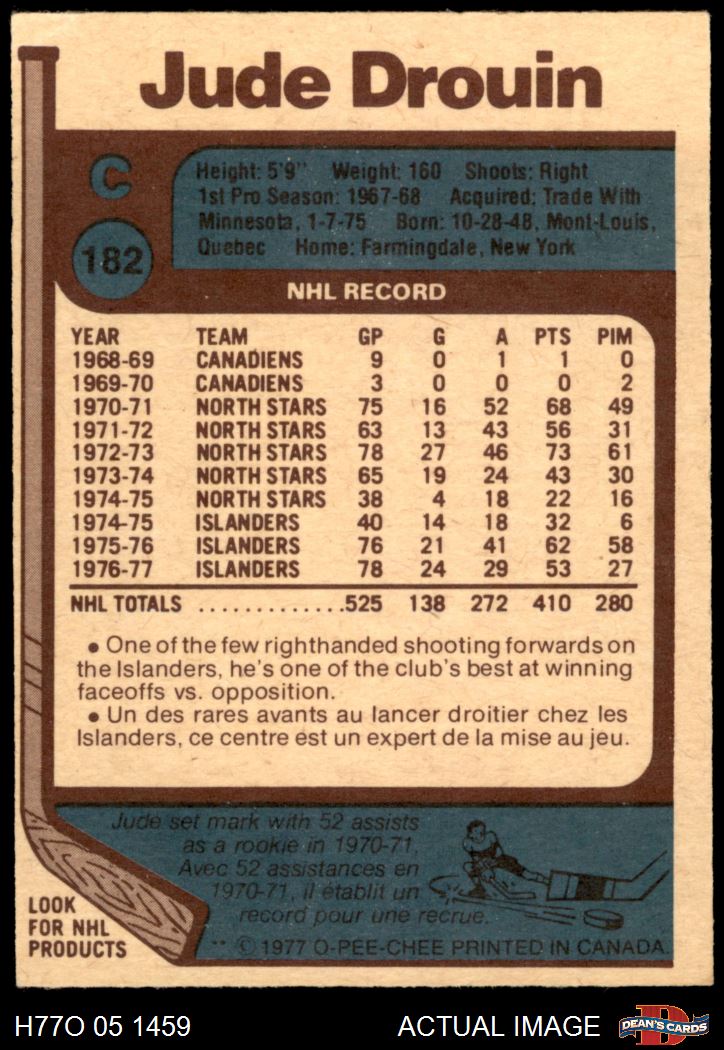 Jude Drouin
C
182
Height: 5'9" Weight: 160 Shoots: Right
1st Pro Season: 1967-68 Acquired: Trade With
Minnesota, 1-7-75 Born: 10-28-48, Mont-Louis,
Quebec Home: Farmingdale, New York
NHL RECORD
YEAR TEAM GP G A PTS PIM
1968-69 CANADIENS 9 0 1 1 0
1969-70 CANADIENS 3 0 0 0 2
1970-71 NORTH STARS 75 16 52 68 49
1971-72 NORTH STARS 63 13 43 56 31
1972-73 NORTH STARS 78 27 46 73 61
1973-74 NORTH STARS 65 19 24 43 30
1974-75 NORTH STARS 38 4 18 22 16
1974-75 ISLANDERS 40 14 18 32 6
1975-76 ISLANDERS 76 21 41 62 58
1976-77 ISLANDERS 78 24 29 53 27
NHL TOTALS .............525 138 272 410 280
• One of the few righthanded shooting forwards on
the Islanders, he's one of the club's best at winning
faceoffs vs. opposition.
• Un des rares avants au lancer droitier chez les
Islanders, ce centre est un expert de la mise au jeu.
Jude set mark with 52 assists
as a rookie in 1970-71.
Avec 52 assistances en
1970-71, il établit un
record pour une recrue.
LOOK
FOR NHL
PRODUCTS
** © 1977 O-PEE-CHEE PRINTED IN CANADA.
H77O 05 1459 ACTUAL IMAGE D DEAN'S CARDS